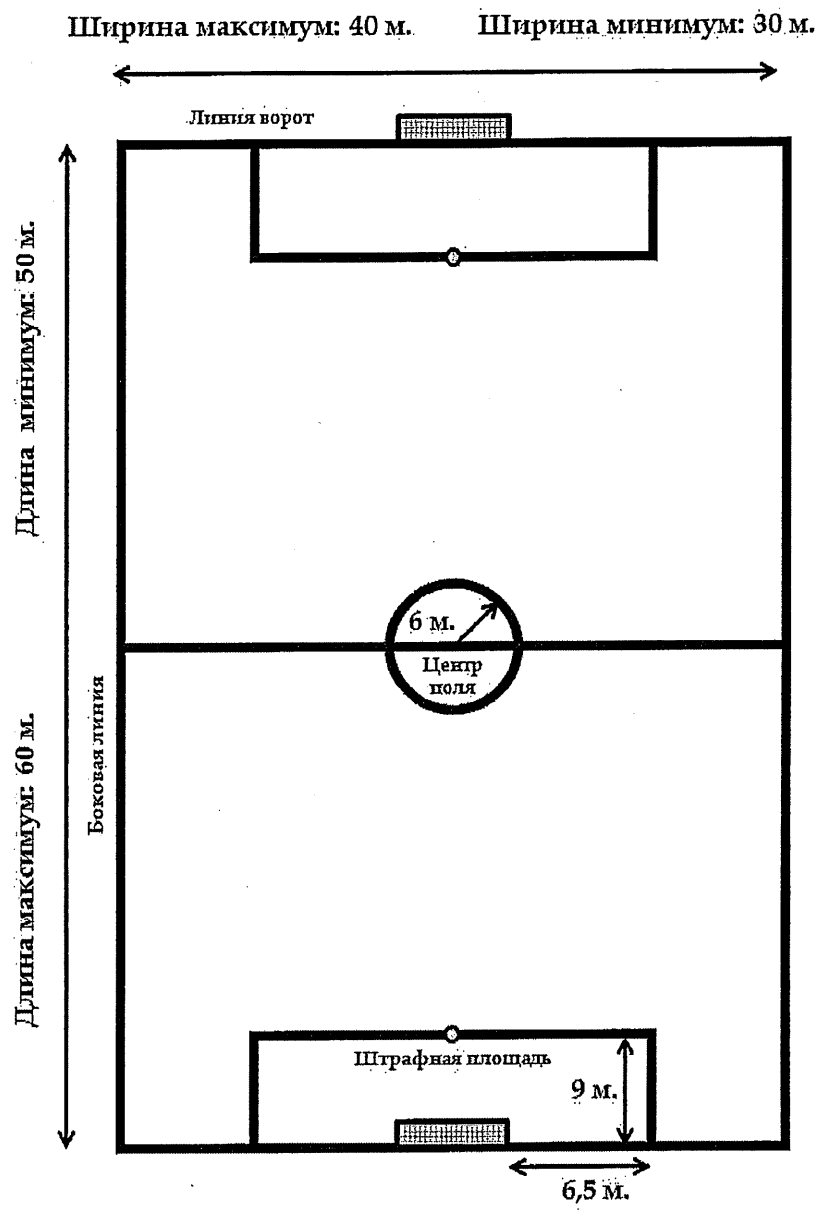 Ширина максимум: 40 м. Ширина минимум: 30 м.
Линия ворот
Длина минимум: 50 м.
6 м.
Центр
поля
Боковая линия
Длина максимум: 60 м.
Штрафная площадь
9 м.
6,5 м.